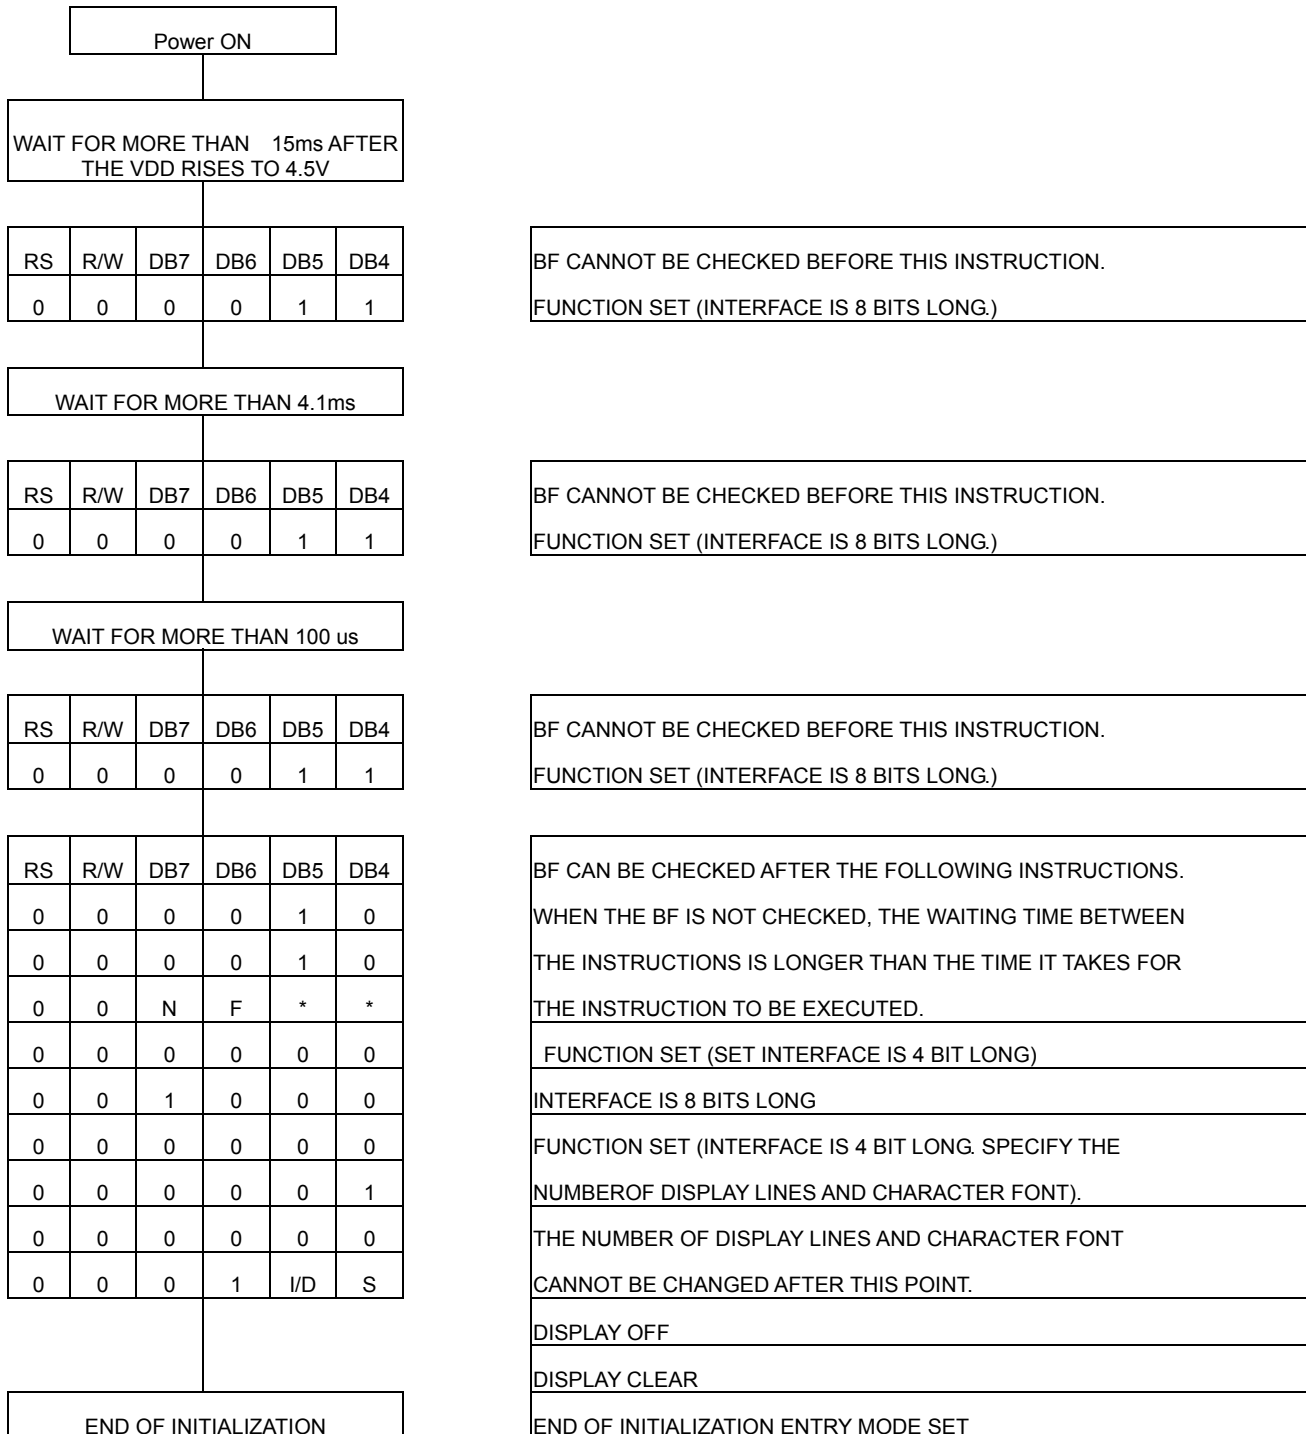 Power ON
WAIT FOR MORE THAN 15ms AFTER
THE VDD RISES TO 4.5V
RS R/W DB7 DB6 DB5 DB4
0 0 0 0 1 1
BF CANNOT BE CHECKED BEFORE THIS INSTRUCTION.
FUNCTION SET (INTERFACE IS 8 BITS LONG.)
WAIT FOR MORE THAN 4.1ms
RS R/W DB7 DB6 DB5 DB4
0 0 0 0 1 1
BF CANNOT BE CHECKED BEFORE THIS INSTRUCTION.
FUNCTION SET (INTERFACE IS 8 BITS LONG.)
WAIT FOR MORE THAN 100 us
RS R/W DB7 DB6 DB5 DB4
0 0 0 0 1 1
BF CANNOT BE CHECKED BEFORE THIS INSTRUCTION.
FUNCTION SET (INTERFACE IS 8 BITS LONG.)
RS R/W DB7 DB6 DB5 DB4
0 0 0 0 1 0
0 0 0 0 1 0
0 0 N F * *
0 0 0 0 0 0
0 0 1 0 0 0
0 0 0 0 0 0
0 0 0 0 0 1
0 0 0 0 0 0
0 0 0 1 I/D S
BF CAN BE CHECKED AFTER THE FOLLOWING INSTRUCTIONS.
WHEN THE BF IS NOT CHECKED, THE WAITING TIME BETWEEN
THE INSTRUCTIONS IS LONGER THAN THE TIME IT TAKES FOR
THE INSTRUCTION TO BE EXECUTED.
FUNCTION SET (SET INTERFACE IS 4 BIT LONG)
INTERFACE IS 8 BITS LONG
FUNCTION SET (INTERFACE IS 4 BIT LONG. SPECIFY THE
NUMBEROF DISPLAY LINES AND CHARACTER FONT).
THE NUMBER OF DISPLAY LINES AND CHARACTER FONT
CANNOT BE CHANGED AFTER THIS POINT.
DISPLAY OFF
DISPLAY CLEAR
END OF INITIALIZATION
END OF INITIALIZATION ENTRY MODE SET